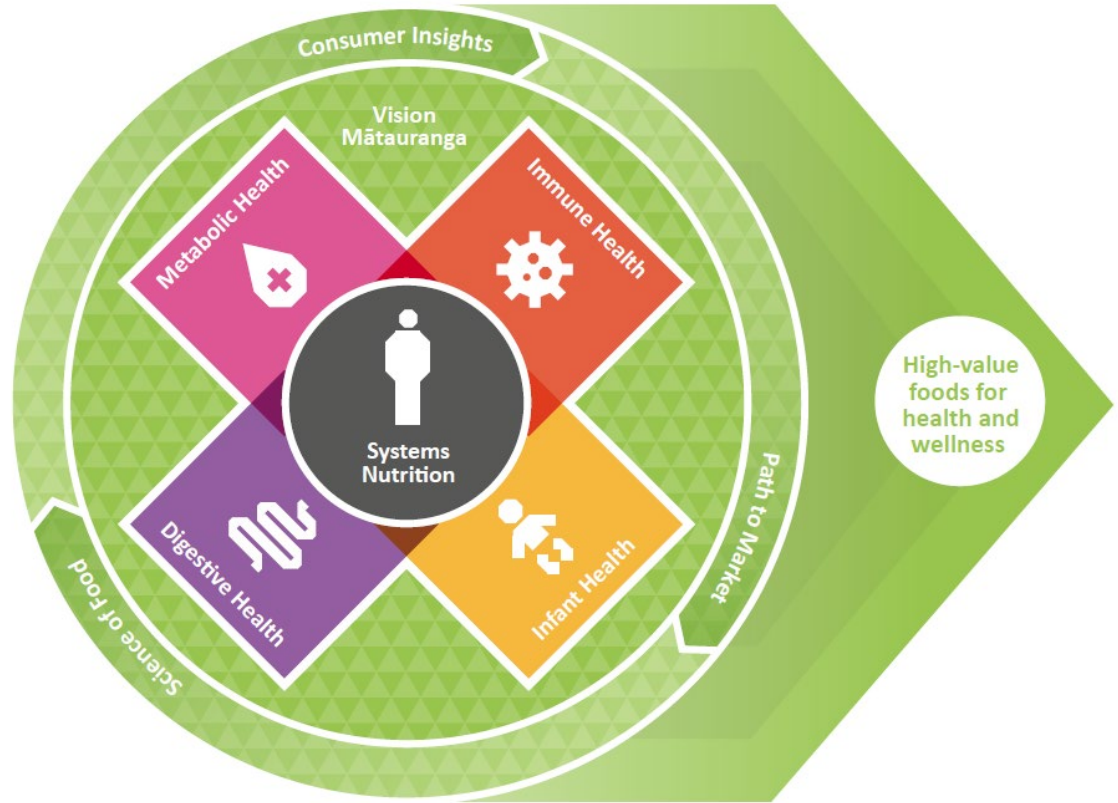 Consumer Insights
Vision
Mātauranga
Metabolic Health
Immune Health
Systems
Nutrition
Digestive Health
Infant Health
Science of Food
Path to Market
High-value
foods for
health and
wellness